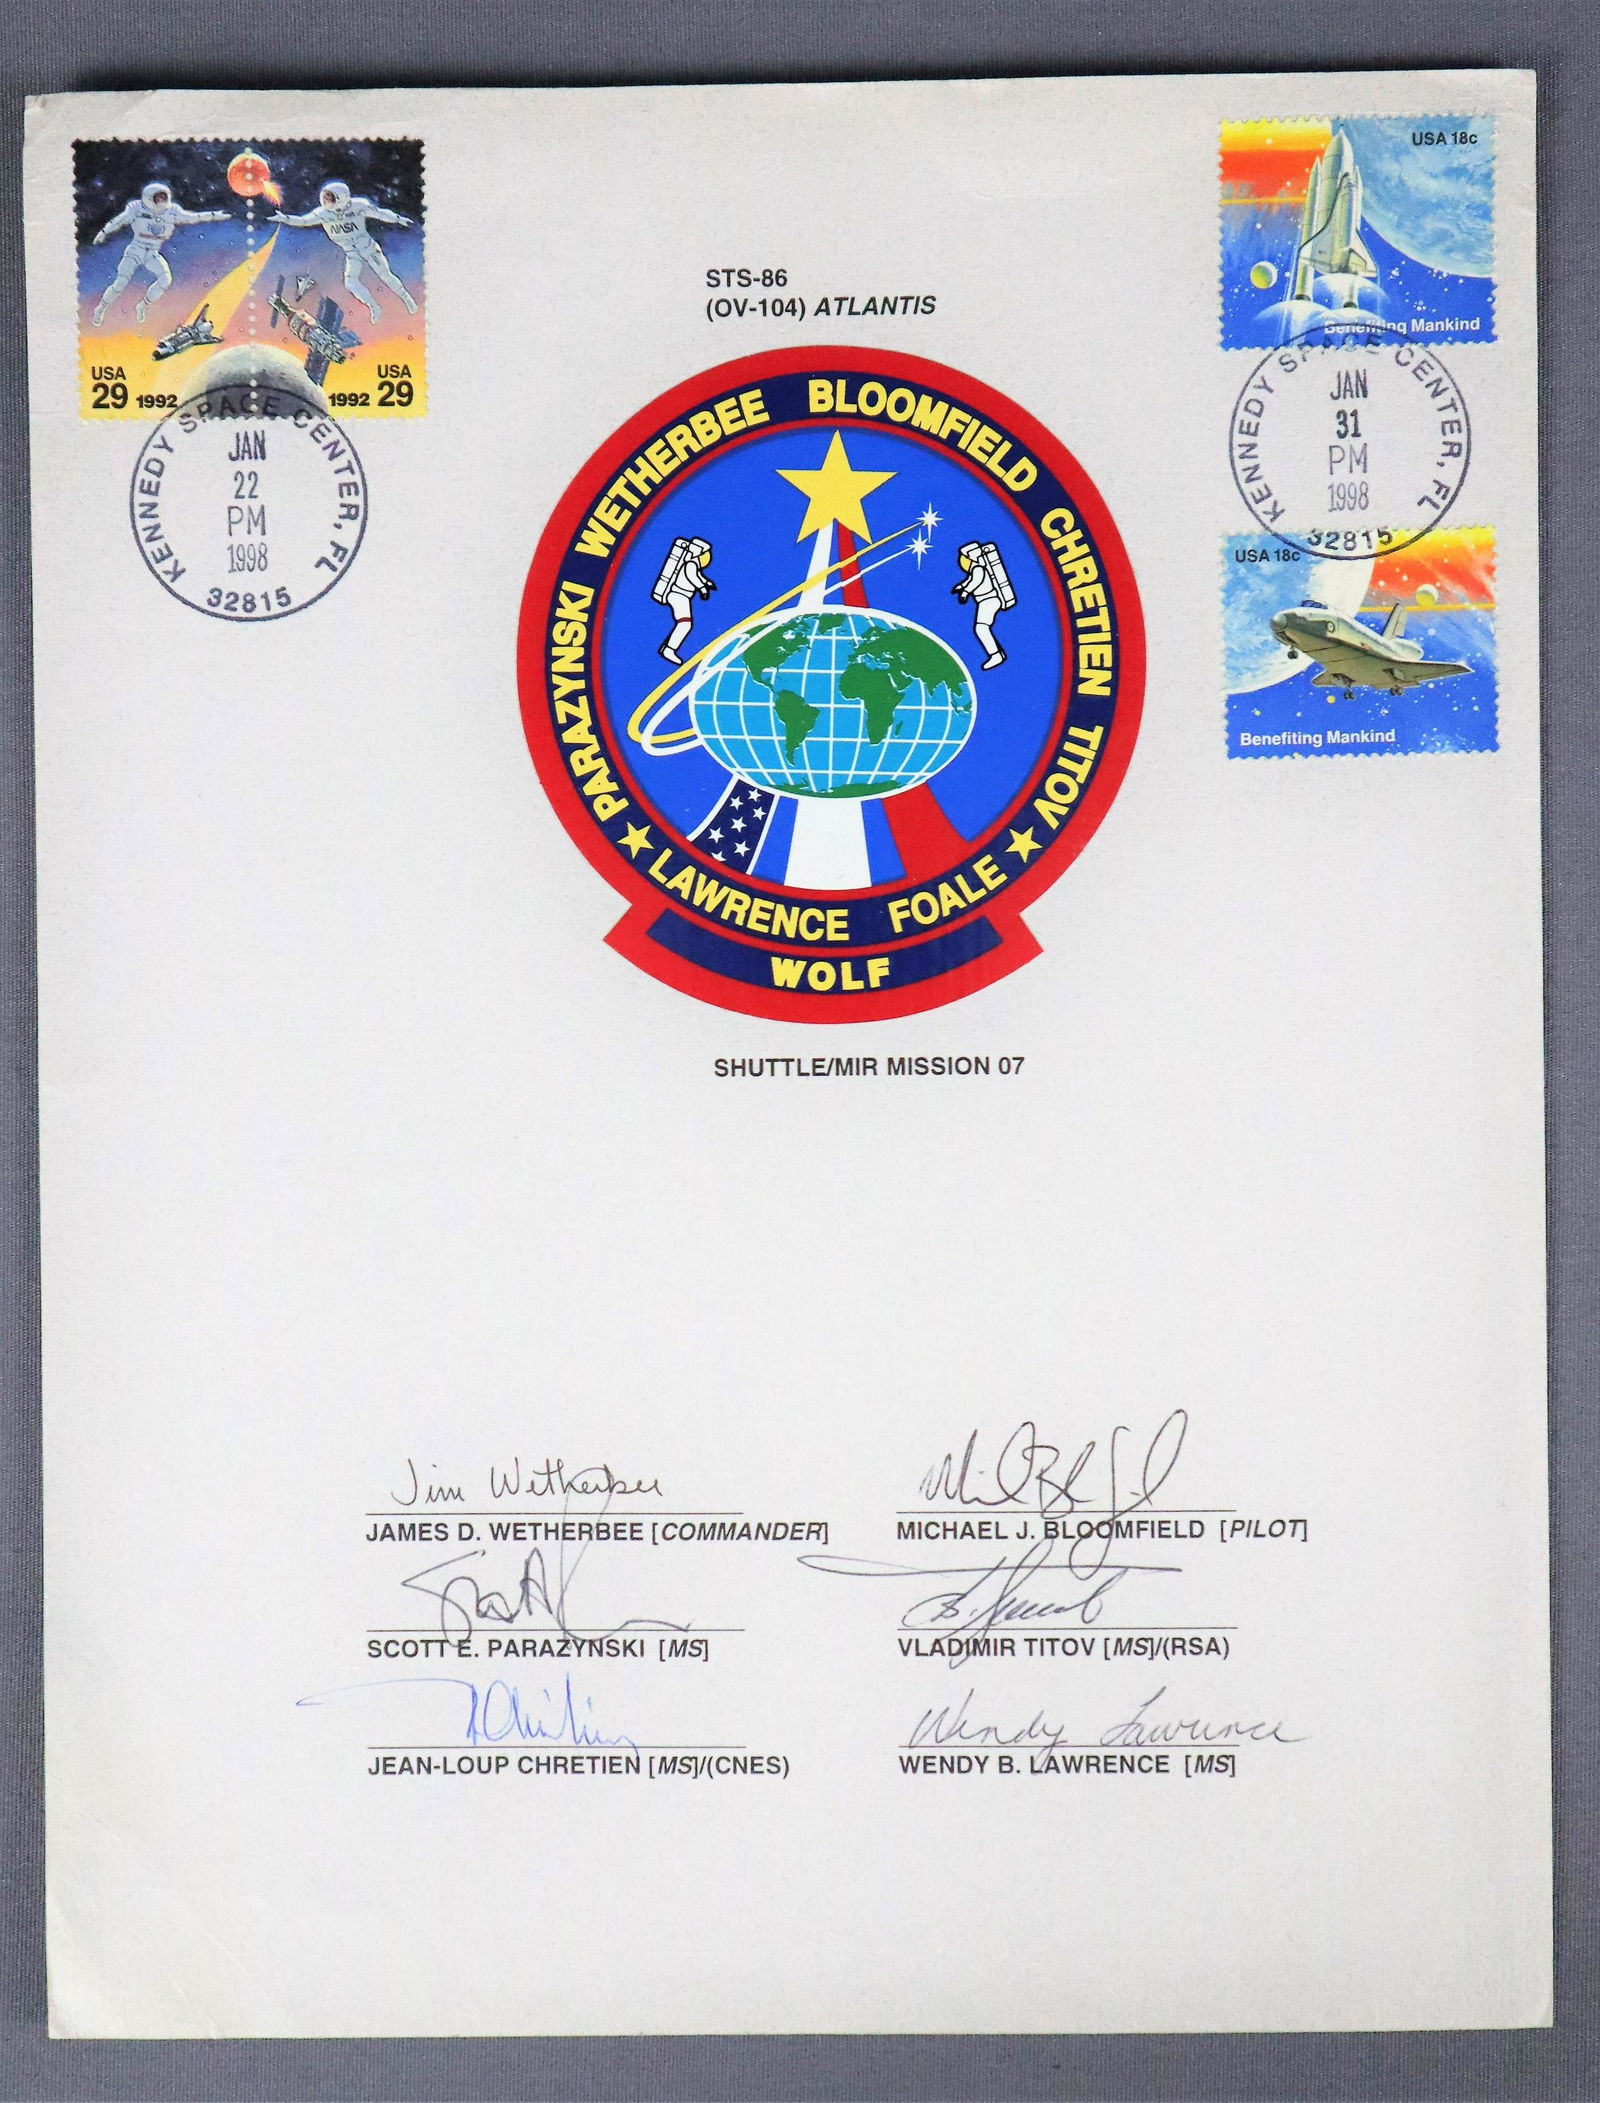 NASA
USA
29 1992
USA
1992 29
KENNEDY SPACE CENTER, FL
JAN
22
PM
1998
32815
STS-86
(OV-104) ATLANTIS
USA 18c
Benefiting Mankind
KENNEDY SPACE CENTER, FL
JAN
31
PM
1998
32815
USA 18c
Benefiting Mankind
PARAZYNSKI WETHERBEE BLOOMFIELD CHRETIEN TITOV
LAWRENCE FOALE
WOLF
SHUTTLE/MIR MISSION 07
Jim Wetherbee
JAMES D. WETHERBEE [COMMANDER]
MICHAEL J. BLOOMFIELD [PILOT]
SCOTT E. PARAZYNSKI [MS]
VLADIMIR TITOV [MS]/(RSA)
JEAN-LOUP CHRETIEN [MS]/(CNES)
Wendy Lawrence
WENDY B. LAWRENCE [MS]